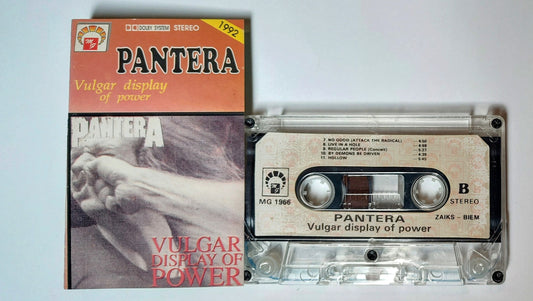 DOLBY SYSTEM STEREO
1992
PANTERA
Vulgar display
of power
PANTERA
VULGAR
DISPLAY OF
POWER
7. NO GOOD (ATTACK THE RADICAL)
8. LIVE IN A HOLE
9. REGULAR PEOPLE (Conceit)
10. BY DEMONS BE DRIVEN
11. HOLLOW
B
STEREO
MG 1966
PANTERA
ZAIKS – BIEM
Vulgar display of power